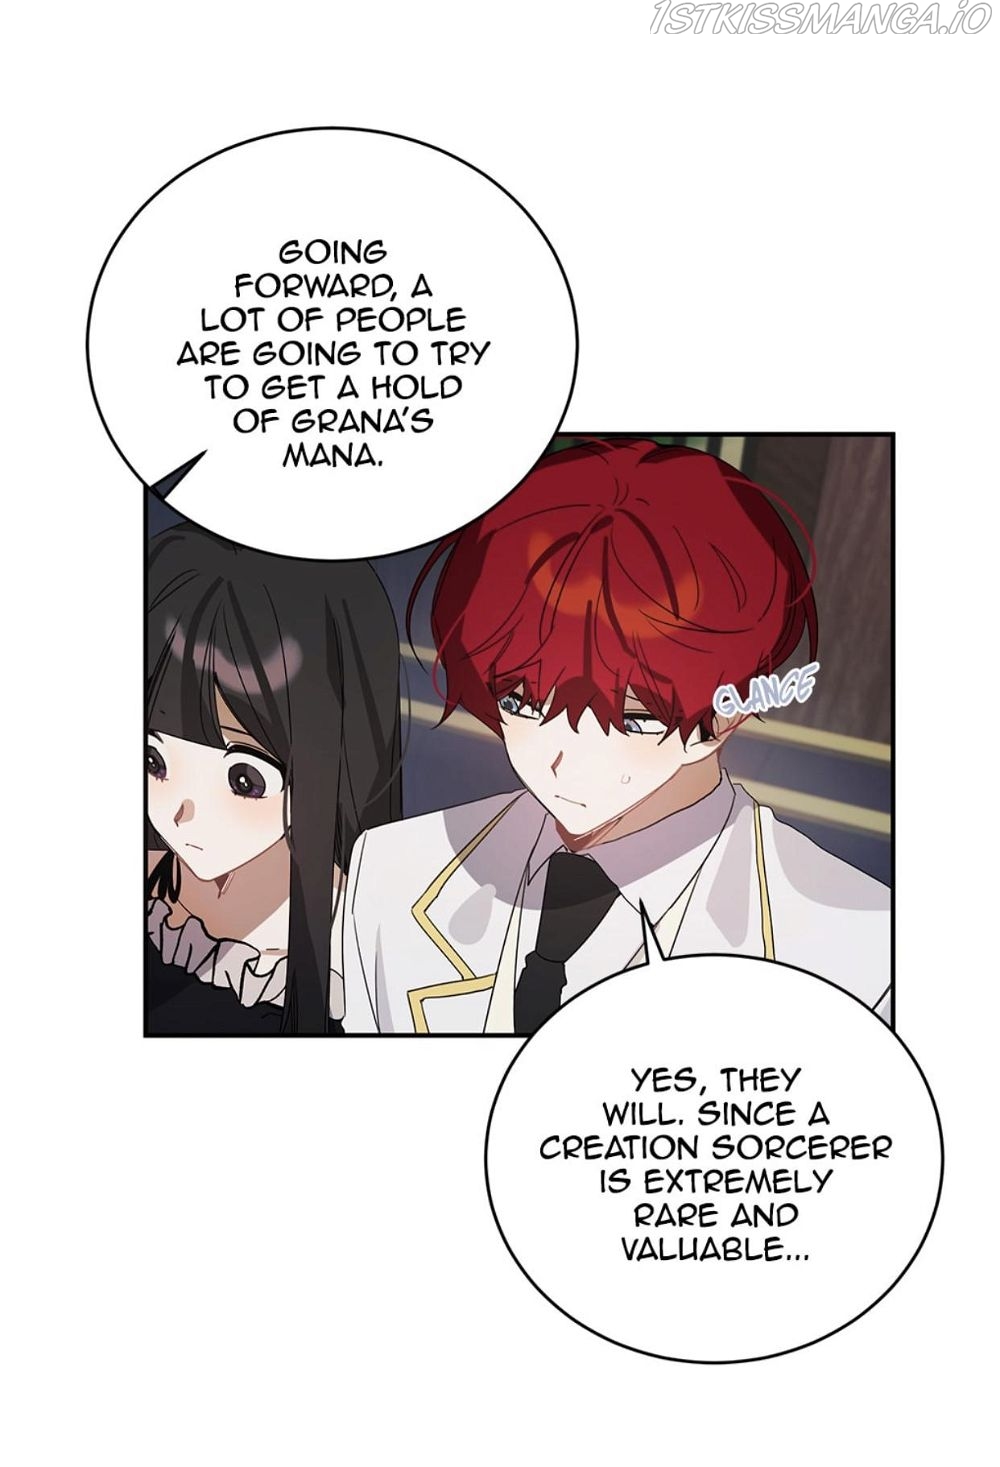 1STKISSMANGA.IO
GOING
FORWARD, A
LOT OF PEOPLE
ARE GOING TO TRY
TO GET A HOLD
OF GRANA'S
MANA.
GLANCE
YES, THEY
WILL. SINCE A
CREATION SORCERER
IS EXTREMELY
RARE AND
VALUABLE...